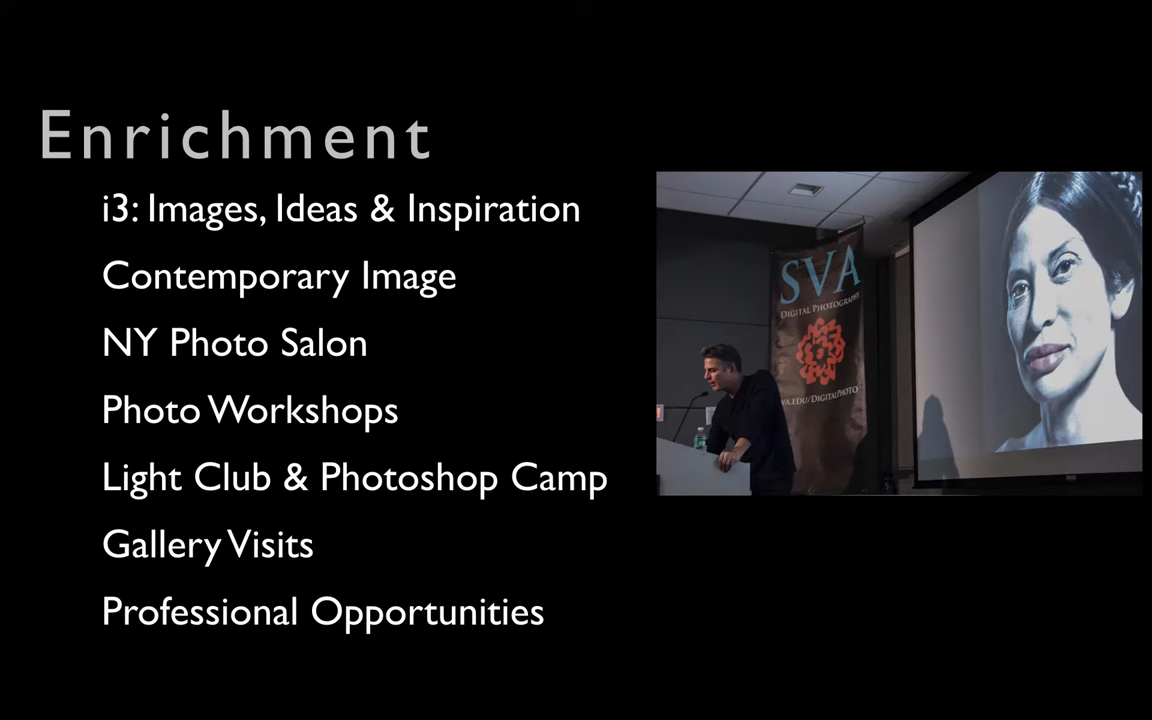 Enrichment
i3: Images, Ideas & Inspiration
Contemporary Image
NY Photo Salon
Photo Workshops
Light Club & Photoshop Camp
Gallery Visits
Professional Opportunities
SVA
DIGITAL PHOTOGRAPHY
VA.EDU/DIGITALPHOTO